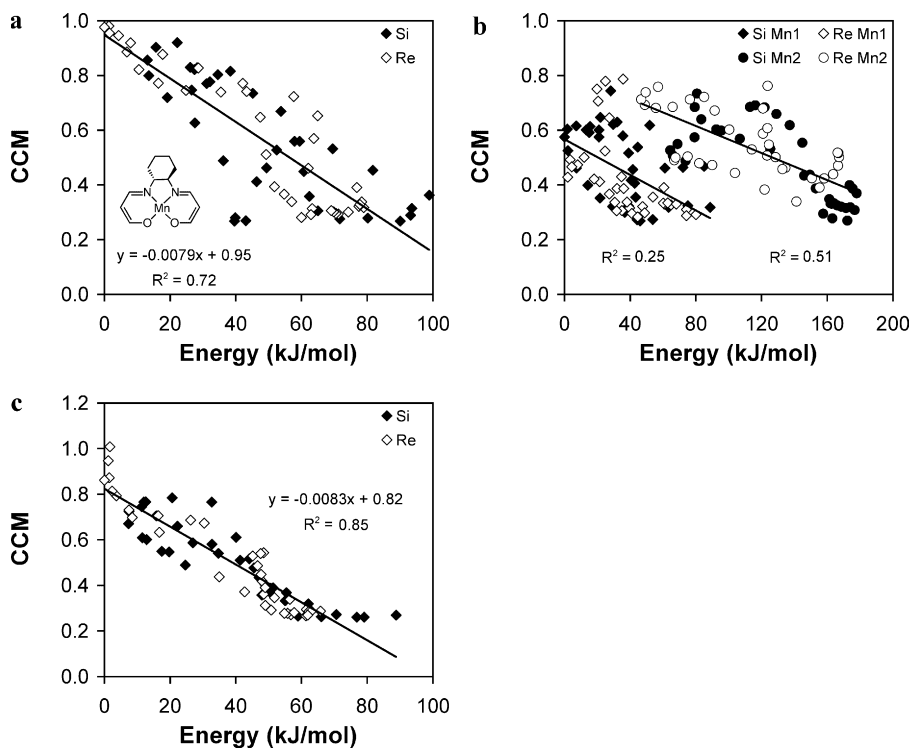 a
CCM
1.0
0.8
0.6
0.4
0.2
0.0
Si
Re
N N
Mn
O O
y = -0.0079x + 0.95
R² = 0.72
0 20 40 60 80 100
Energy (kJ/mol)
b
CCM
1.0
0.8
0.6
0.4
0.2
0.0
Si Mn1 Re Mn1
Si Mn2 Re Mn2
R² = 0.25 R² = 0.51
0 40 80 120 160 200
Energy (kJ/mol)
c
CCM
1.2
1.0
0.8
0.6
0.4
0.2
0.0
Si
Re
y = -0.0083x + 0.82
R² = 0.85
0 20 40 60 80 100
Energy (kJ/mol)